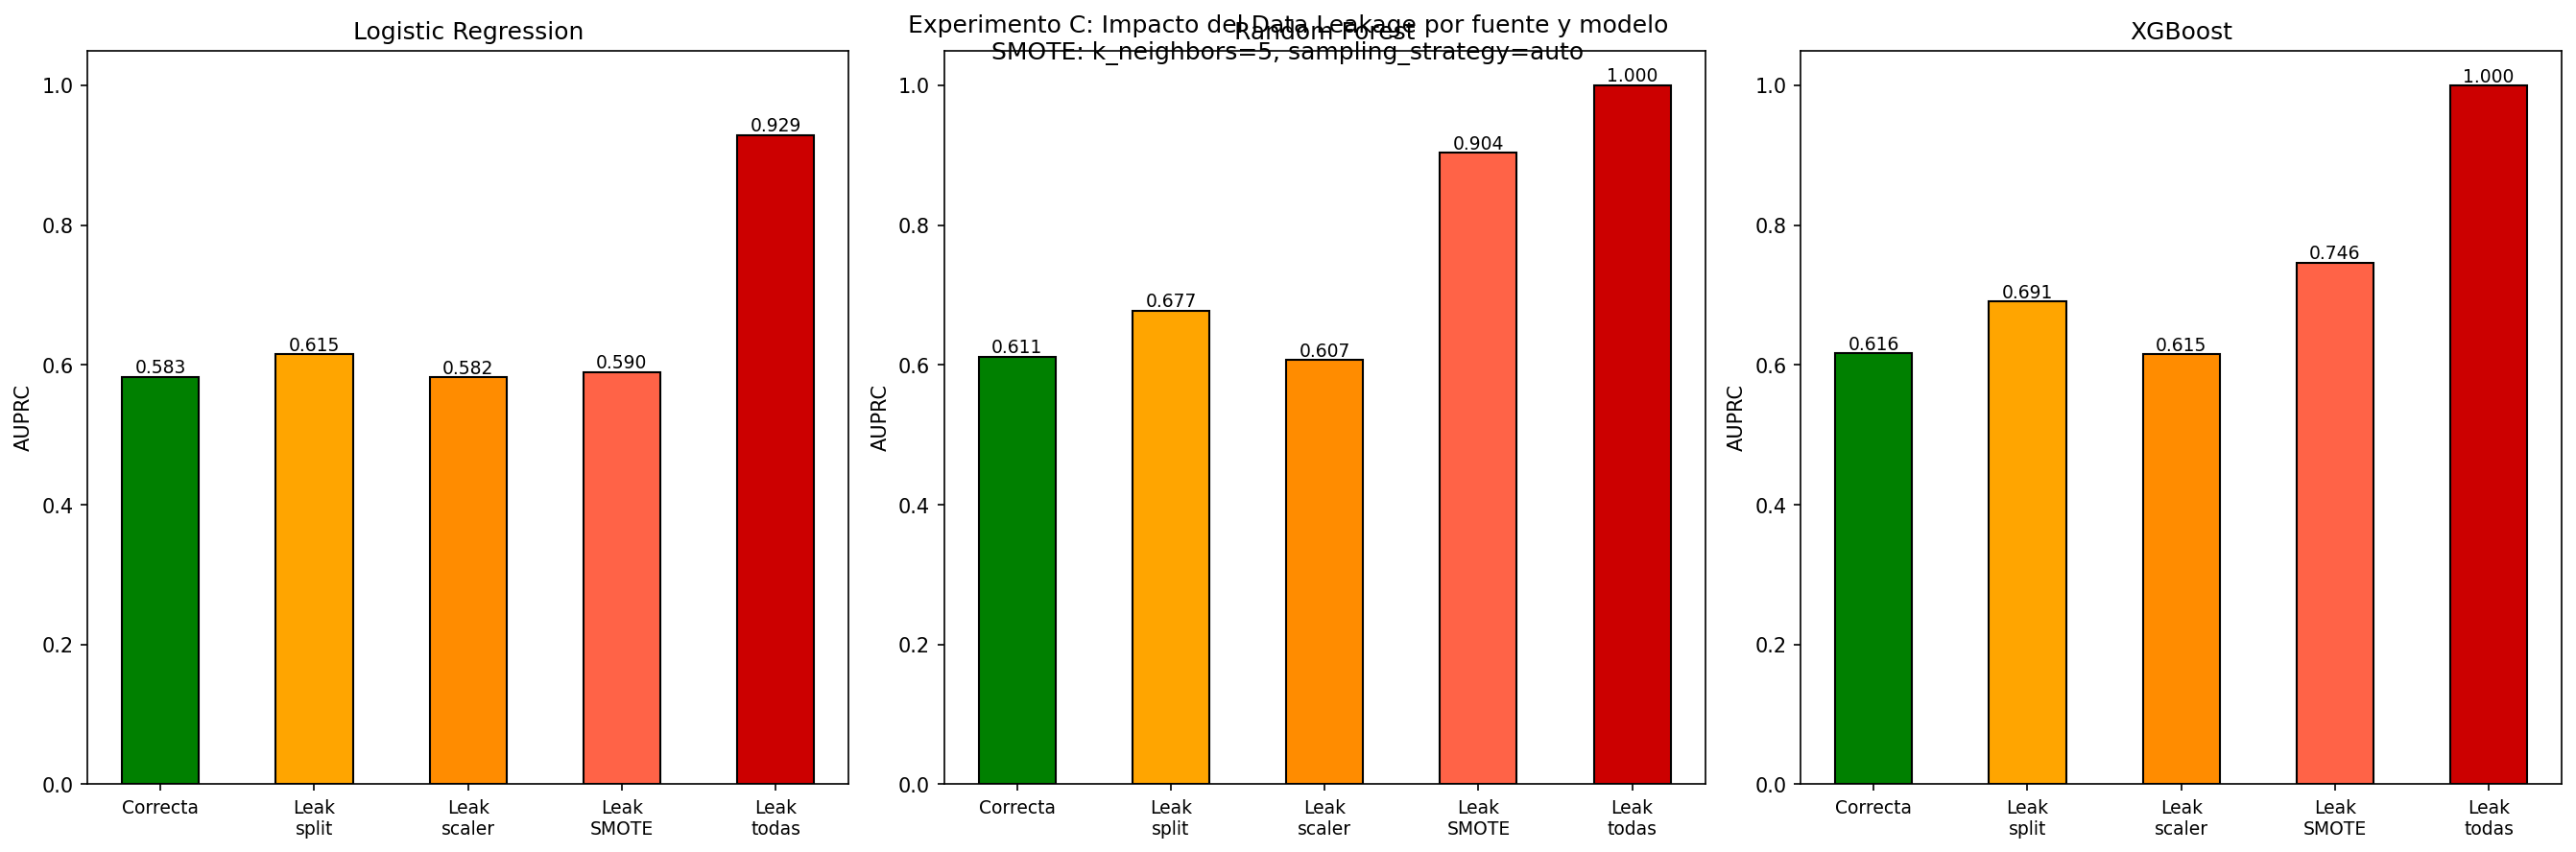 Experimento C: Impacto del Data Leakage por fuente y modelo
SMOTE: k_neighbors=5, sampling_strategy=auto
Logistic Regression
AUPRC
1.0
0.8
0.6
0.4
0.2
0.0
0.583
0.615
0.582
0.590
0.929
Correcta
Leak
split
Leak
scaler
Leak
SMOTE
Leak
todas
Random Forest
AUPRC
1.0
0.8
0.6
0.4
0.2
0.0
0.611
0.677
0.607
0.904
1.000
Correcta
Leak
split
Leak
scaler
Leak
SMOTE
Leak
todas
XGBoost
AUPRC
1.0
0.8
0.6
0.4
0.2
0.0
0.616
0.691
0.615
0.746
1.000
Correcta
Leak
split
Leak
scaler
Leak
SMOTE
Leak
todas